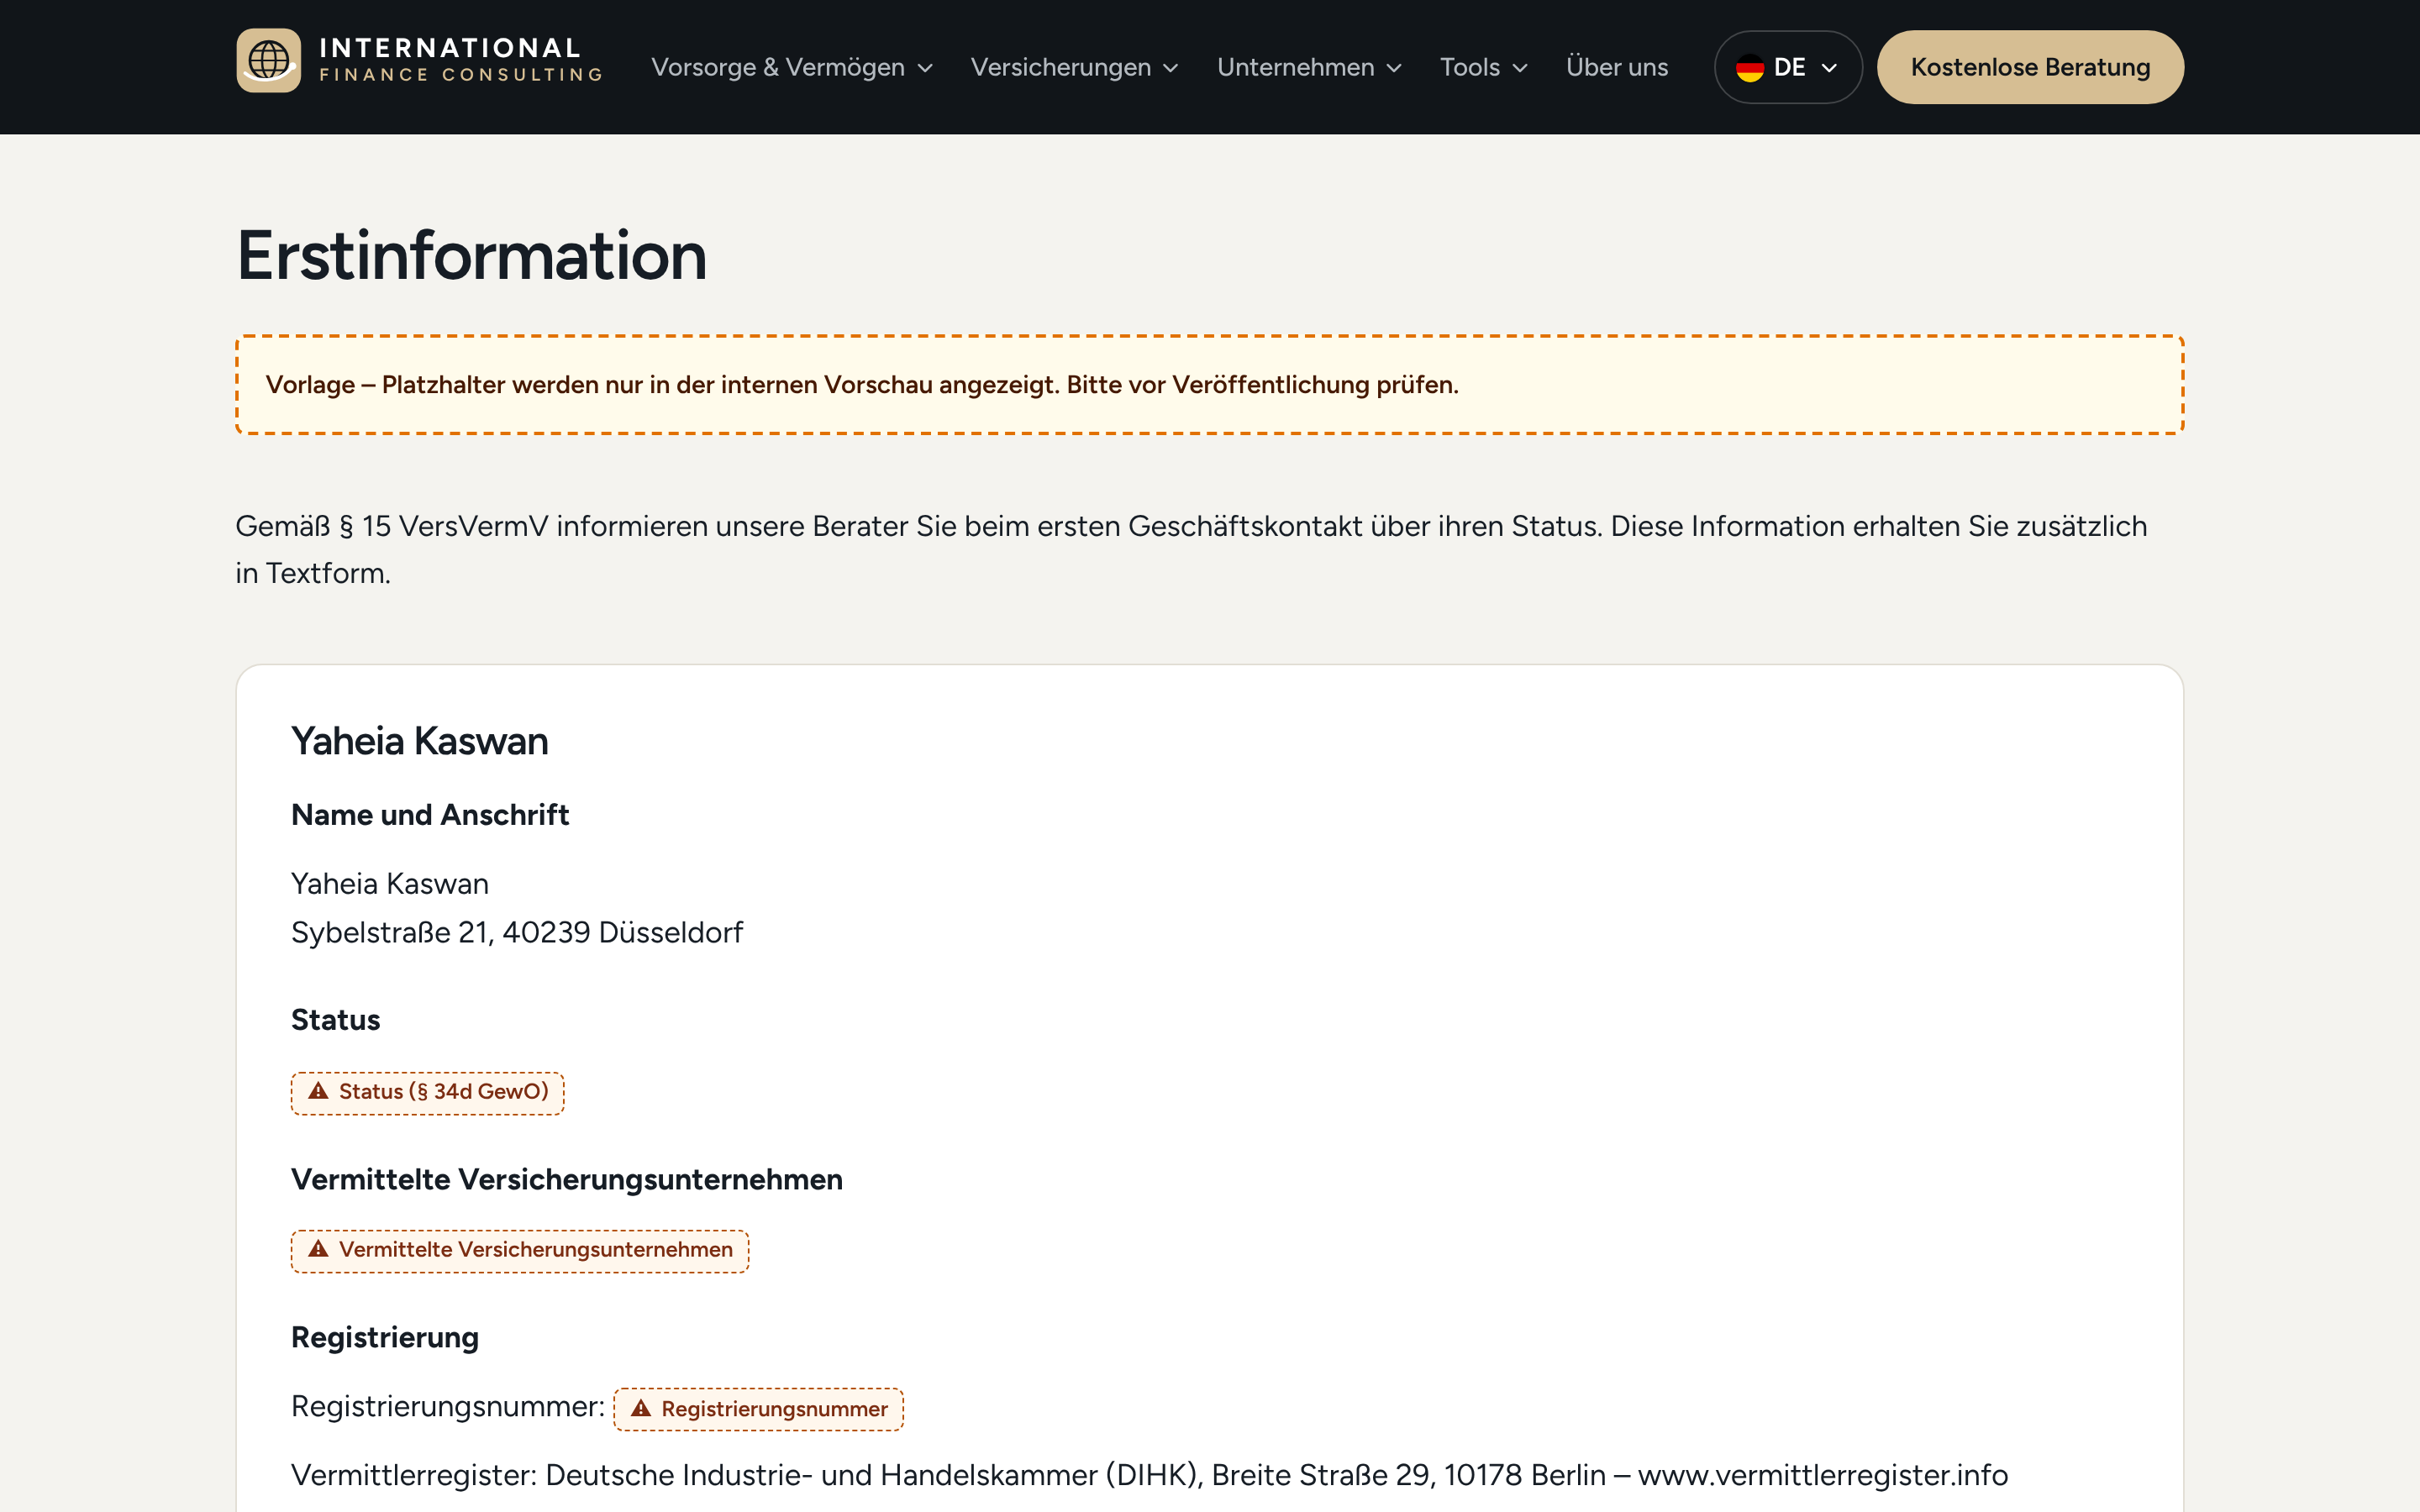 INTERNATIONAL
FINANCE CONSULTING
Vorsorge & Vermögen
Versicherungen
Unternehmen
Tools
Über uns
DE
Kostenlose Beratung
Erstinformation
Vorlage – Platzhalter werden nur in der internen Vorschau angezeigt. Bitte vor Veröffentlichung prüfen.
Gemäß § 15 VersVermV informieren unsere Berater Sie beim ersten Geschäftskontakt über ihren Status. Diese Information erhalten Sie zusätzlich
in Textform.
Yaheia Kaswan
Name und Anschrift
Yaheia Kaswan
Sybelstraße 21, 40239 Düsseldorf
Status
Status (§ 34d GewO)
Vermittelte Versicherungsunternehmen
Vermittelte Versicherungsunternehmen
Registrierung
Registrierungsnummer: Registrierungsnummer
Vermittlerregister: Deutsche Industrie- und Handelskammer (DIHK), Breite Straße 29, 10178 Berlin – www.vermittlerregister.info